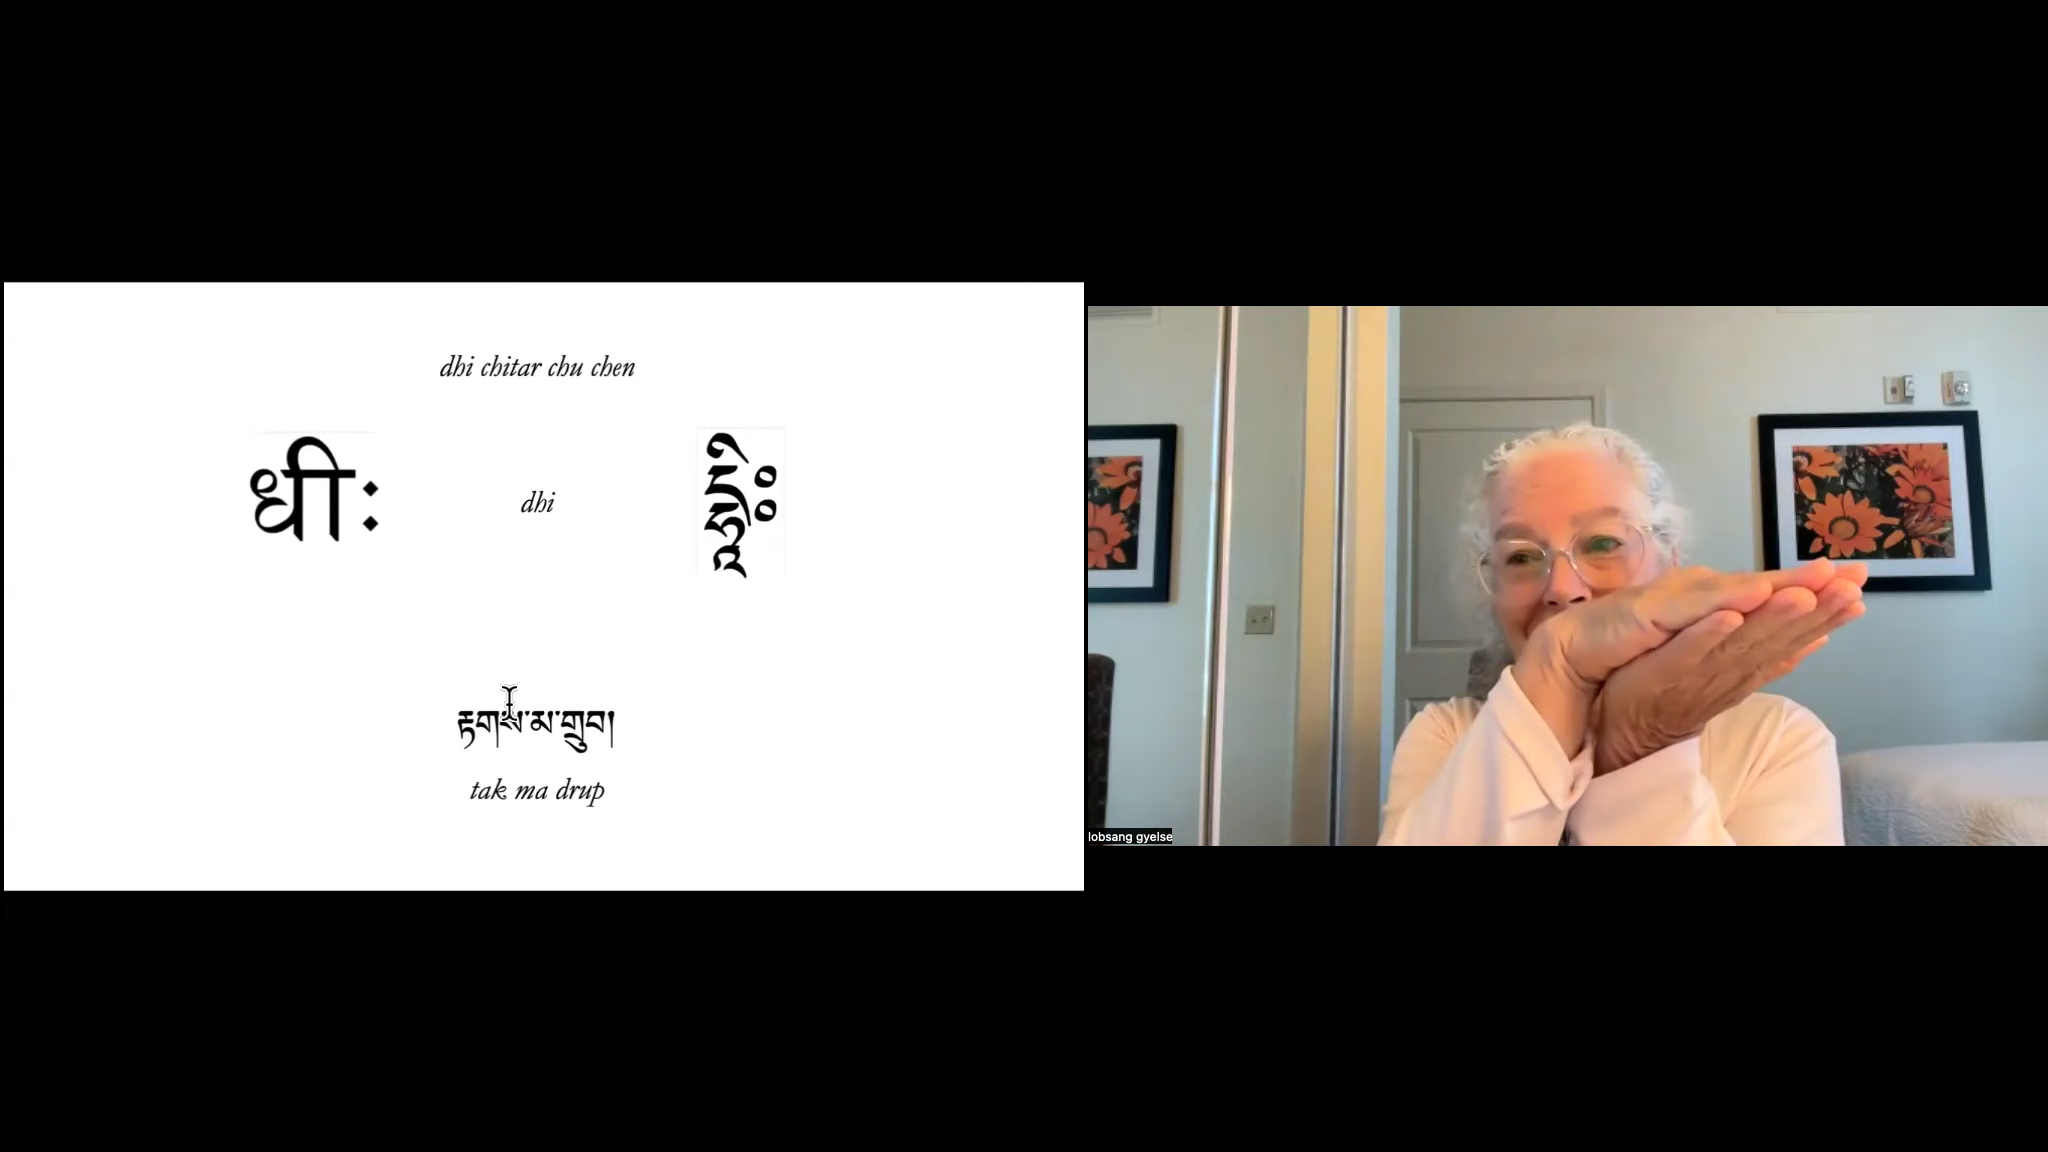 dhi chitar chu chen
धीः
dhi
དྷཱིཿ
རྟགས་མ་གྲུབ།
tak ma drup
lobsang gyelse